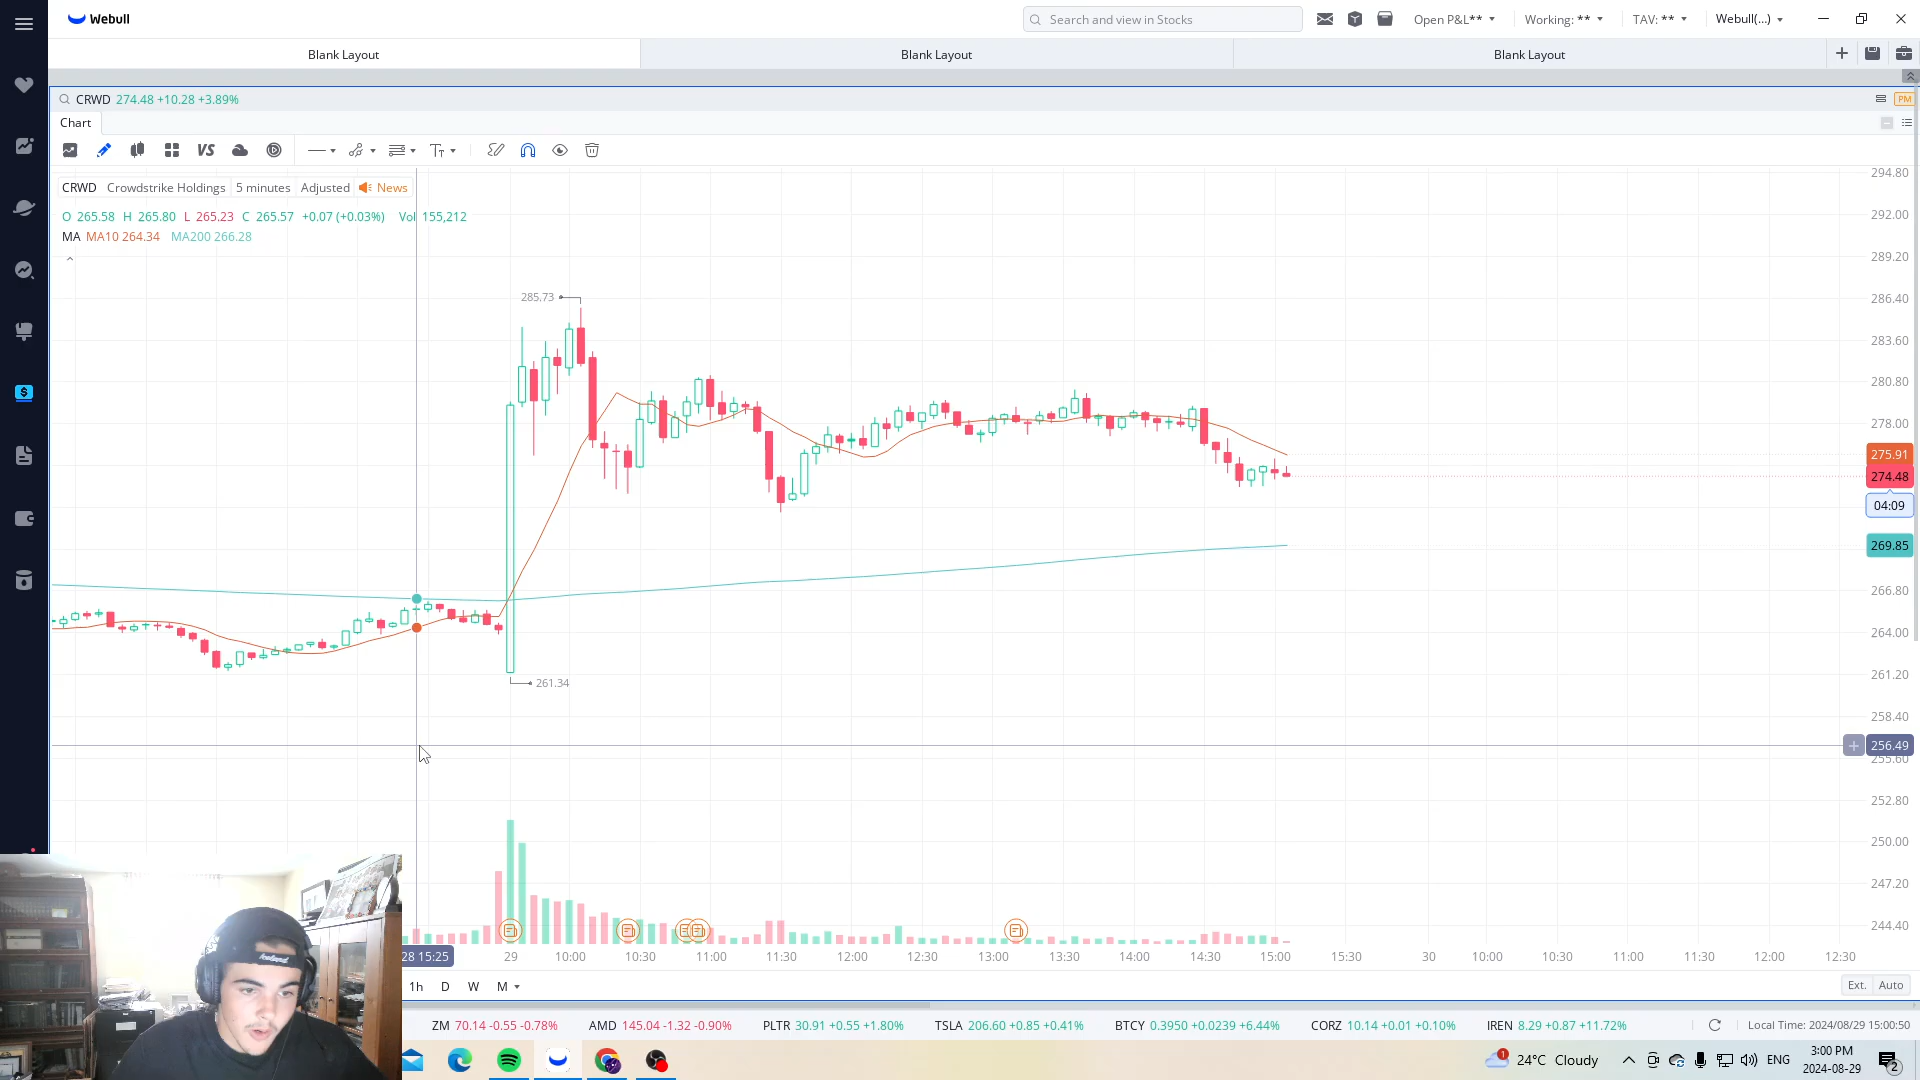 Webull
Search and view in Stocks
Open P&L**
Working: **
TAV: **
Webull(...)
Blank Layout
Blank Layout
Blank Layout
CRWD 274.48 +10.28 +3.89%
PM
Chart
VS
CRWD Crowdstrike Holdings 5 minutes Adjusted News
O 265.58 H 265.80 L 265.23 C 265.57 +0.07 (+0.03%) Vol 155,212
MA MA10 264.34 MA200 266.28
285.73
261.34
294.80
292.00
289.20
286.40
283.60
280.80
278.00
275.91
274.48
04:09
269.85
266.80
264.00
261.20
258.40
256.49
255.60
252.80
250.00
247.20
244.40
28 15:25 29 10:00 10:30 11:00 11:30 12:00 12:30 13:00 13:30 14:00 14:30 15:00 15:30 30 10:00 10:30 11:00 11:30 12:00 12:30
1h D W M
Ext. Auto
ZM 70.14 -0.55 -0.78% AMD 145.04 -1.32 -0.90% PLTR 30.91 +0.55 +1.80% TSLA 206.60 +0.85 +0.41% BTCY 0.3950 +0.0239 +6.44% CORZ 10.14 +0.01 +0.10% IREN 8.29 +0.87 +11.72%
Local Time: 2024/08/29 15:00:50
1
24°C Cloudy
ENG
3:00 PM
2024-08-29
2